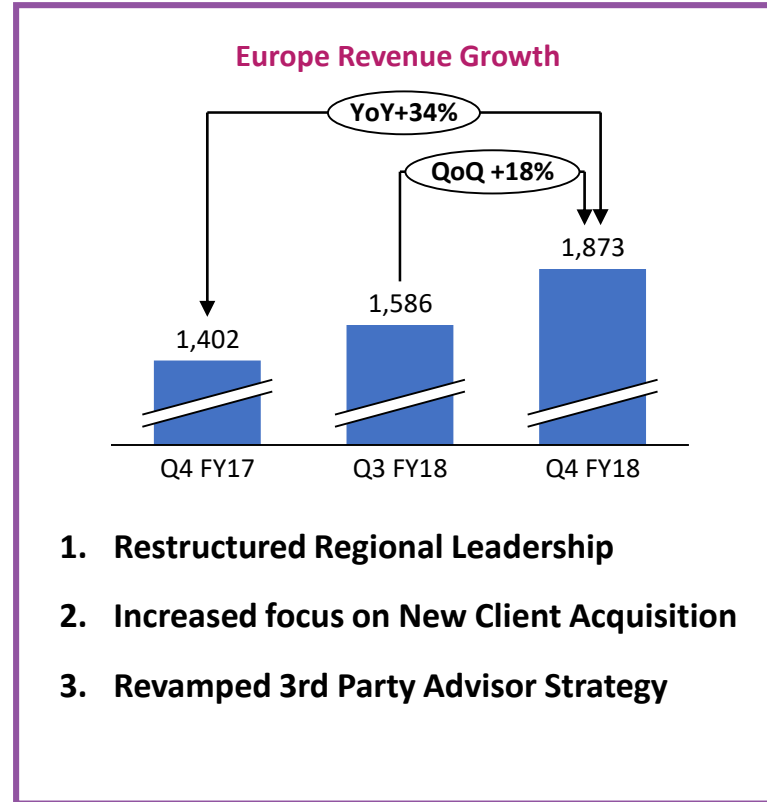 Europe Revenue Growth
YoY+34%
QoQ +18%
1,873
1,586
1,402
Q4 FY17 Q3 FY18 Q4 FY18
1. Restructured Regional Leadership
2. Increased focus on New Client Acquisition
3. Revamped 3rd Party Advisor Strategy